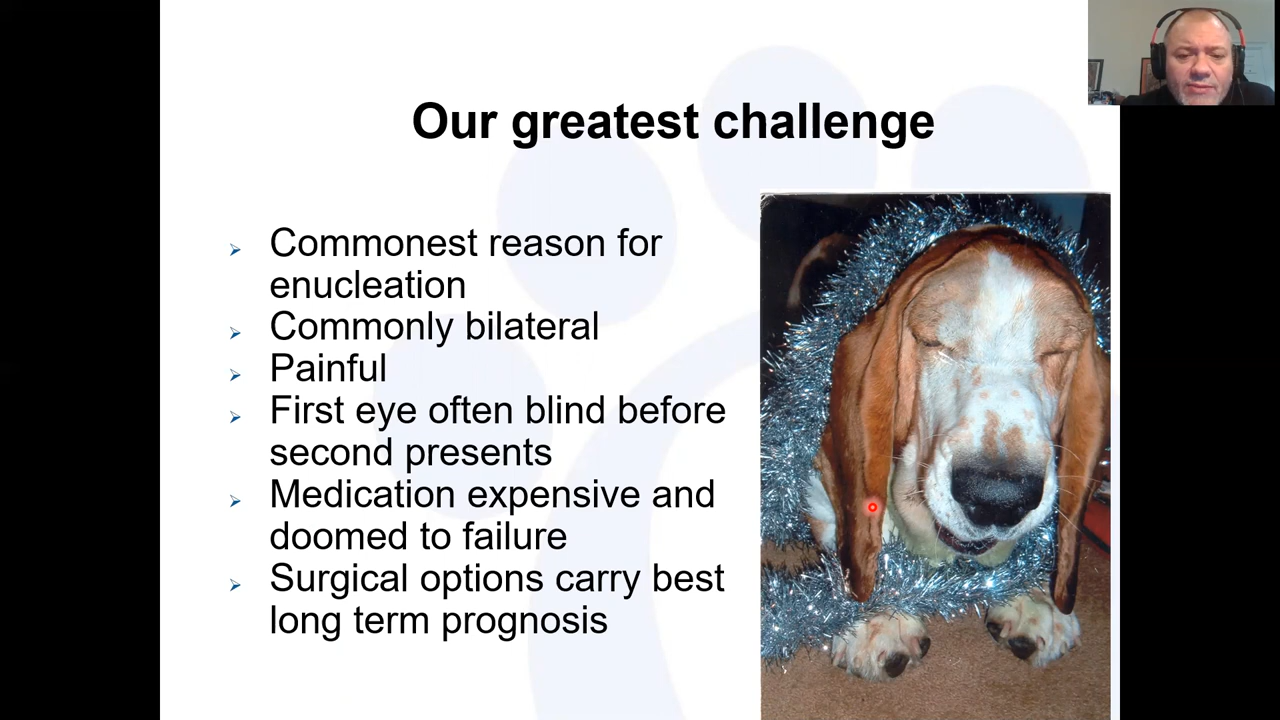 Our greatest challenge
Commonest reason for
enucleation
Commonly bilateral
Painful
First eye often blind before
second presents
Medication expensive and
doomed to failure
Surgical options carry best
long term prognosis